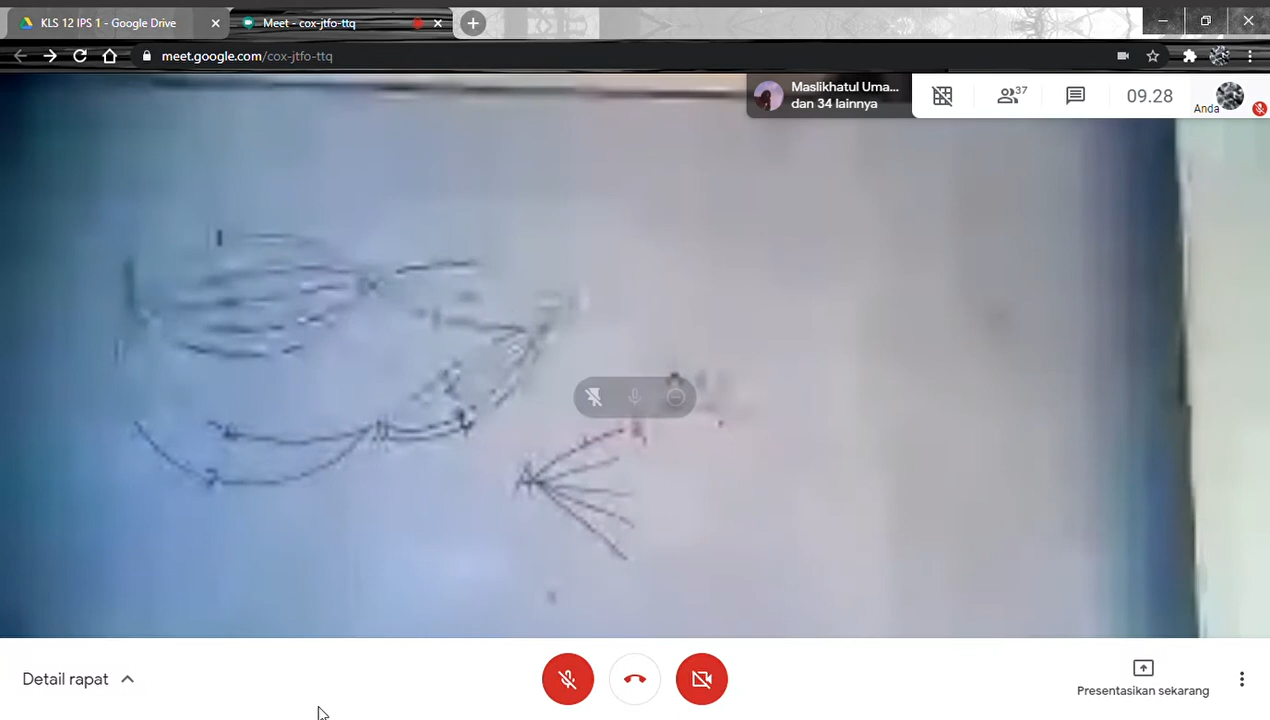 KLS 12 IPS 1 - Google Drive
Meet - cox-jtfo-ttq
meet.google.com/cox-jtfo-ttq
Maslikhatul Uma...
dan 34 lainnya
37
09.28
Anda
Detail rapat
Presentasikan sekarang